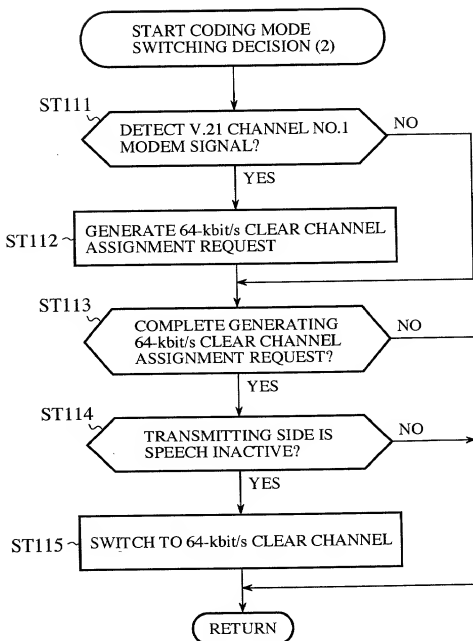 START CODING MODE
SWITCHING DECISION (2)
ST111
DETECT V.21 CHANNEL NO.1
MODEM SIGNAL?
NO
YES
ST112
GENERATE 64-kbit/s CLEAR CHANNEL
ASSIGNMENT REQUEST
ST113
COMPLETE GENERATING
64-kbit/s CLEAR CHANNEL
ASSIGNMENT REQUEST?
NO
YES
ST114
TRANSMITTING SIDE IS
SPEECH INACTIVE?
NO
YES
ST115
SWITCH TO 64-kbit/s CLEAR CHANNEL
RETURN